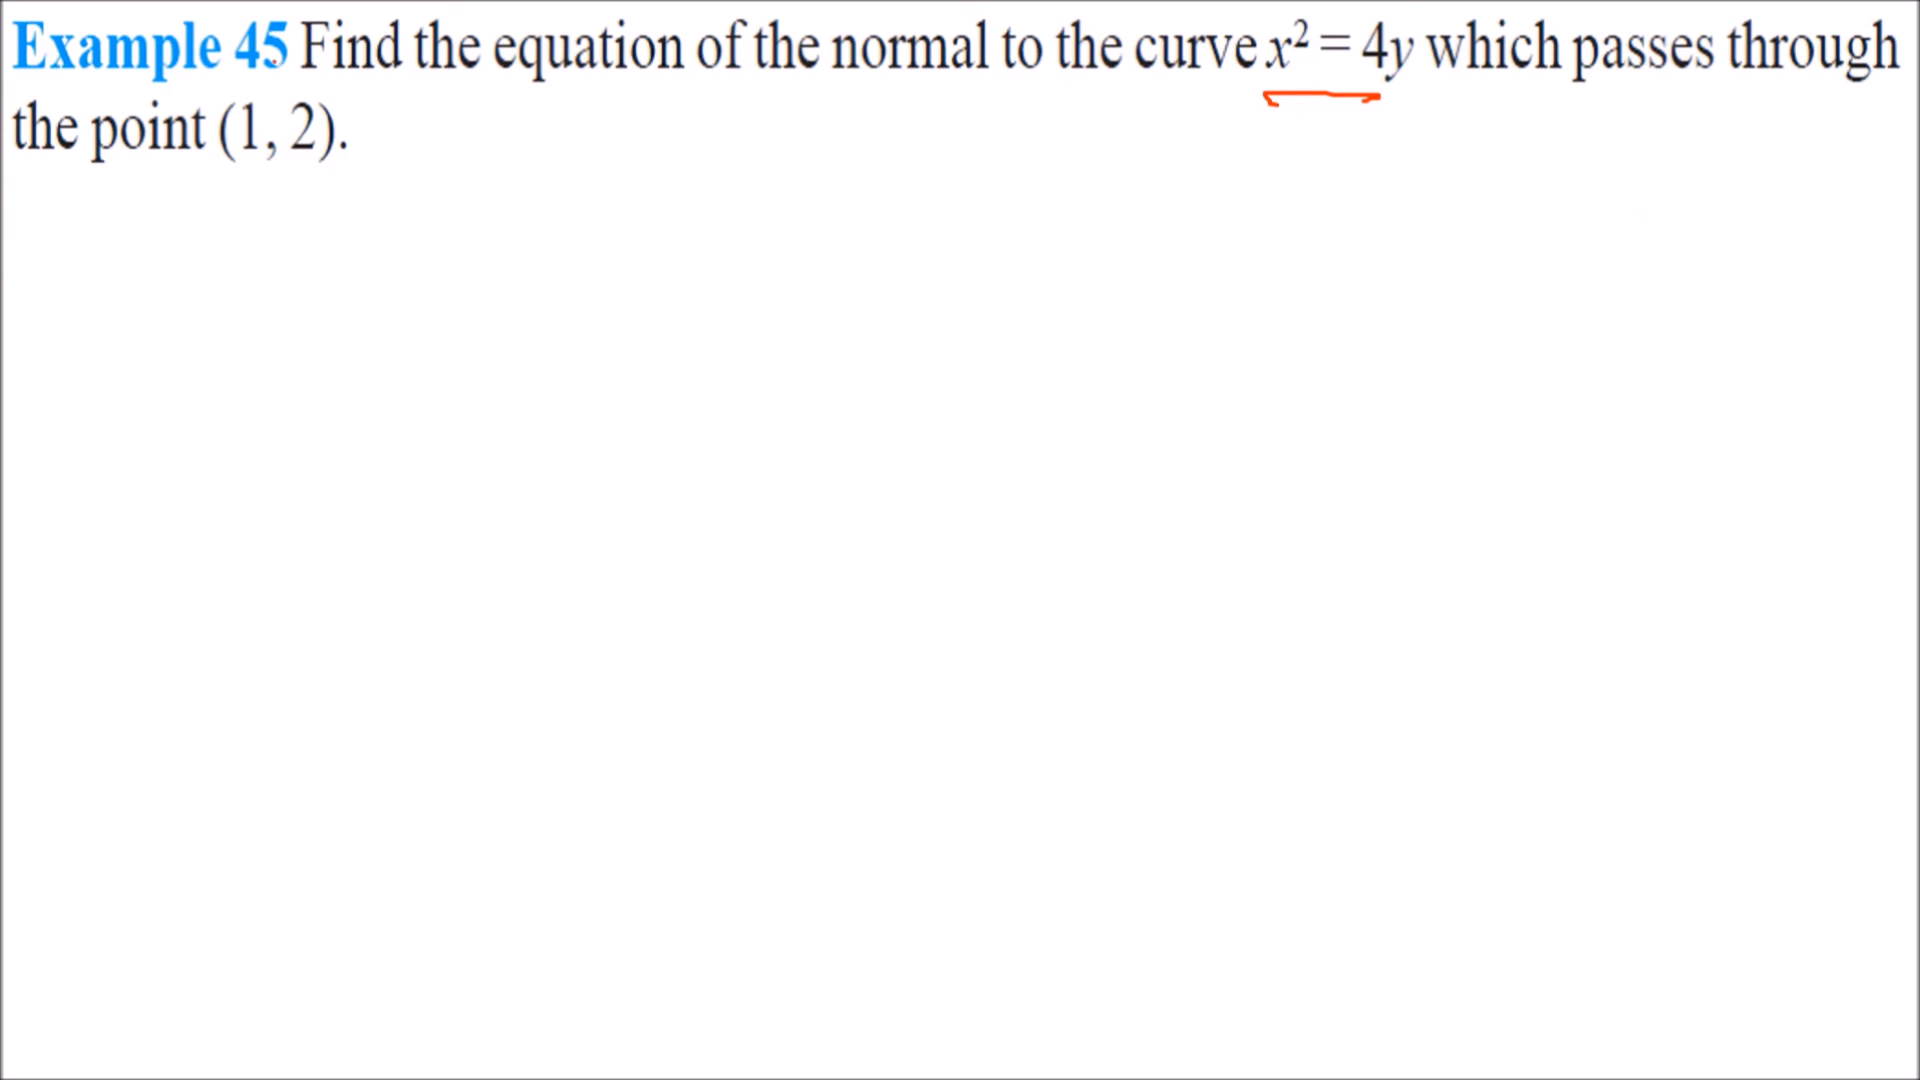 Example 45 Find the equation of the normal to the curve x² = 4y which passes through
the point (1, 2).